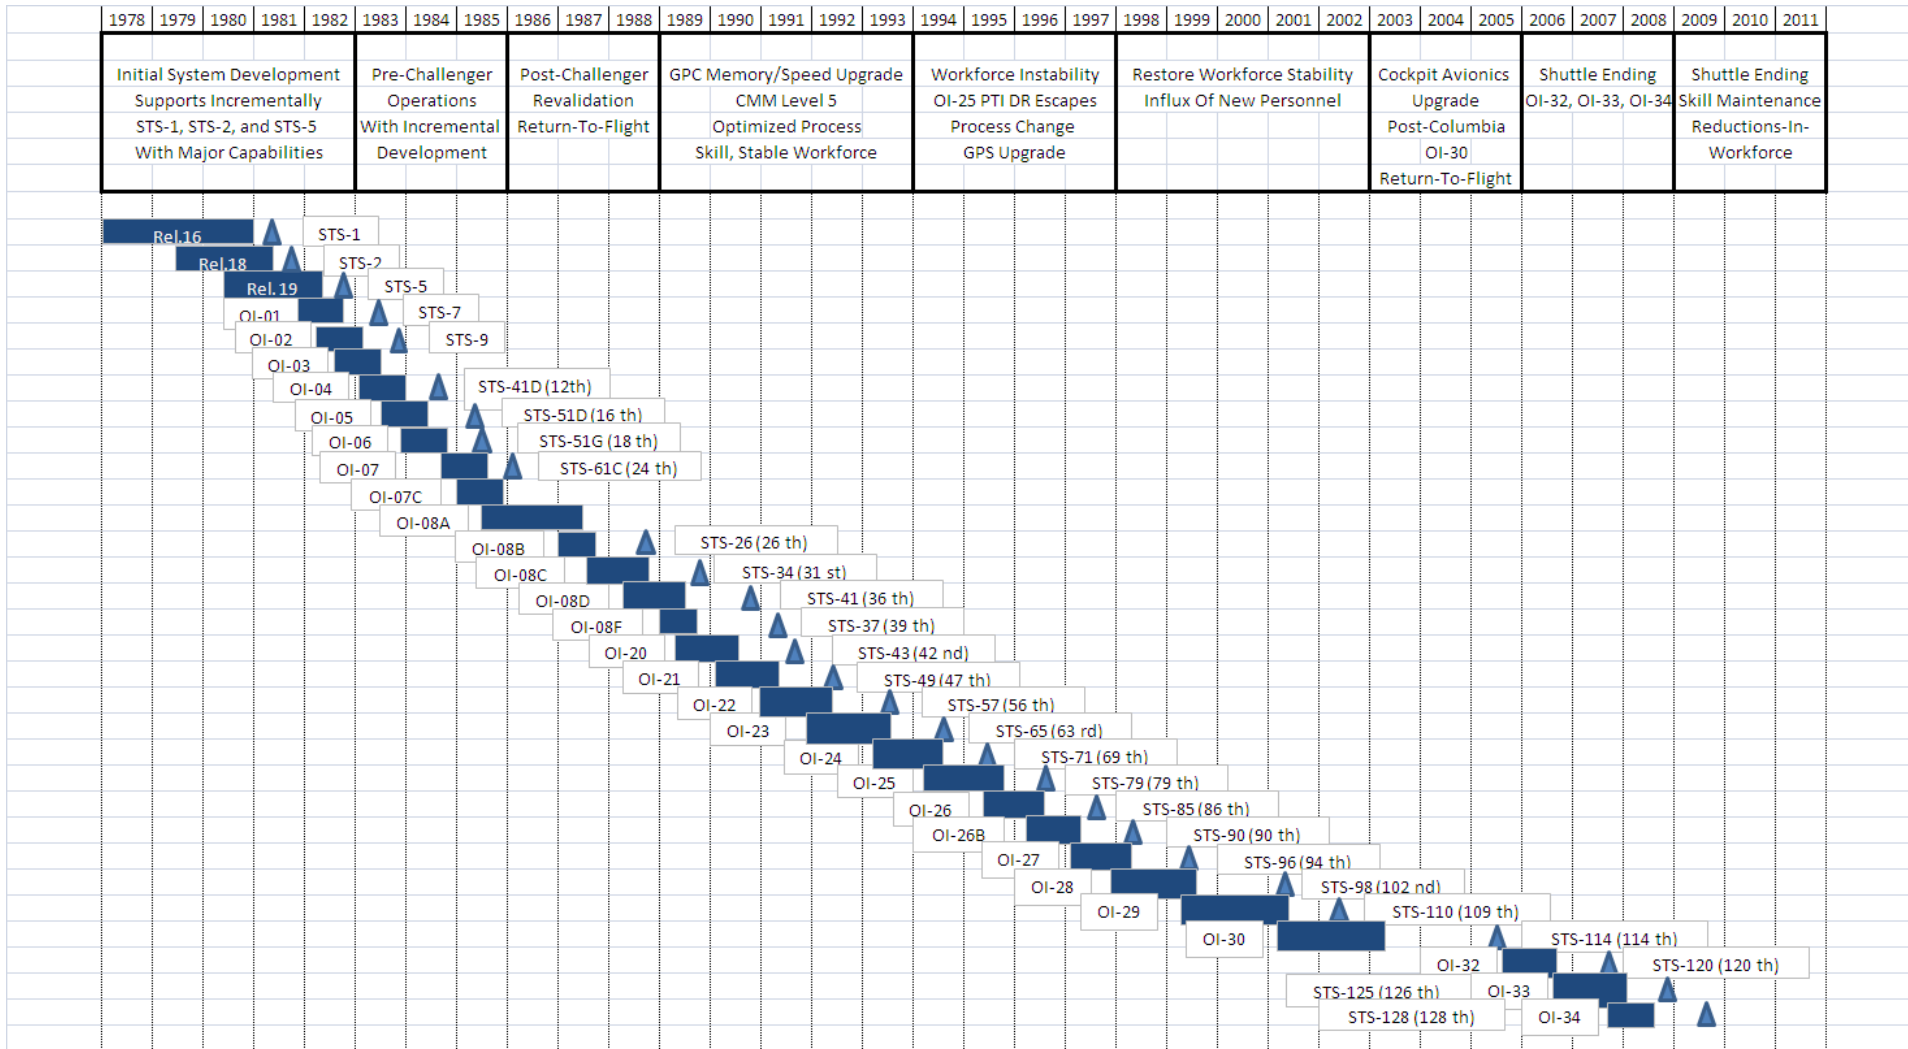 1978 1979 1980 1981 1982 1983 1984 1985 1986 1987 1988 1989 1990 1991 1992 1993 1994 1995 1996 1997 1998 1999 2000 2001 2002 2003 2004 2005 2006 2007 2008 2009 2010 2011
Initial System Development
Supports Incrementally
STS-1, STS-2, and STS-5
With Major Capabilities
Pre-Challenger
Operations
With Incremental
Development
Post-Challenger
Revalidation
Return-To-Flight
GPC Memory/Speed Upgrade
CMM Level 5
Optimized Process
Skill, Stable Workforce
Workforce Instability
OI-25 PTI DR Escapes
Process Change
GPS Upgrade
Restore Workforce Stability
Influx Of New Personnel
Cockpit Avionics
Upgrade
Post-Columbia
OI-30
Return-To-Flight
Shuttle Ending
OI-32, OI-33, OI-34
Shuttle Ending
Skill Maintenance
Reductions-In-
Workforce
Rel.16 STS-1
Rel.18 STS-2
Rel. 19 STS-5
OI-01 STS-7
OI-02 STS-9
OI-03
OI-04 STS-41D (12th)
OI-05 STS-51D (16 th)
OI-06 STS-51G (18 th)
OI-07 STS-61C (24 th)
OI-07C
OI-08A
OI-08B STS-26 (26 th)
OI-08C STS-34 (31 st)
OI-08D STS-41 (36 th)
OI-08F STS-37 (39 th)
OI-20 STS-43 (42 nd)
OI-21 STS-49 (47 th)
OI-22 STS-57 (56 th)
OI-23 STS-65 (63 rd)
OI-24 STS-71 (69 th)
OI-25 STS-79 (79 th)
OI-26 STS-85 (86 th)
OI-26B STS-90 (90 th)
OI-27 STS-96 (94 th)
OI-28 STS-98 (102 nd)
OI-29 STS-110 (109 th)
OI-30 STS-114 (114 th)
OI-32 STS-120 (120 th)
STS-125 (126 th) OI-33
STS-128 (128 th) OI-34